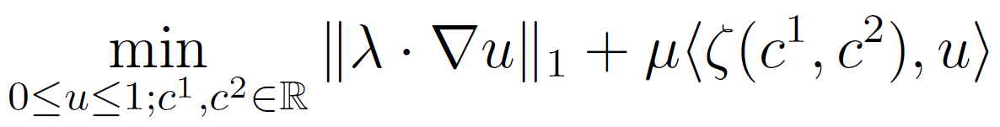 min ‖λ · ∇u‖₁ + μ⟨ζ(c¹, c²), u⟩
0≤u≤1;c¹,c²∈ℝ